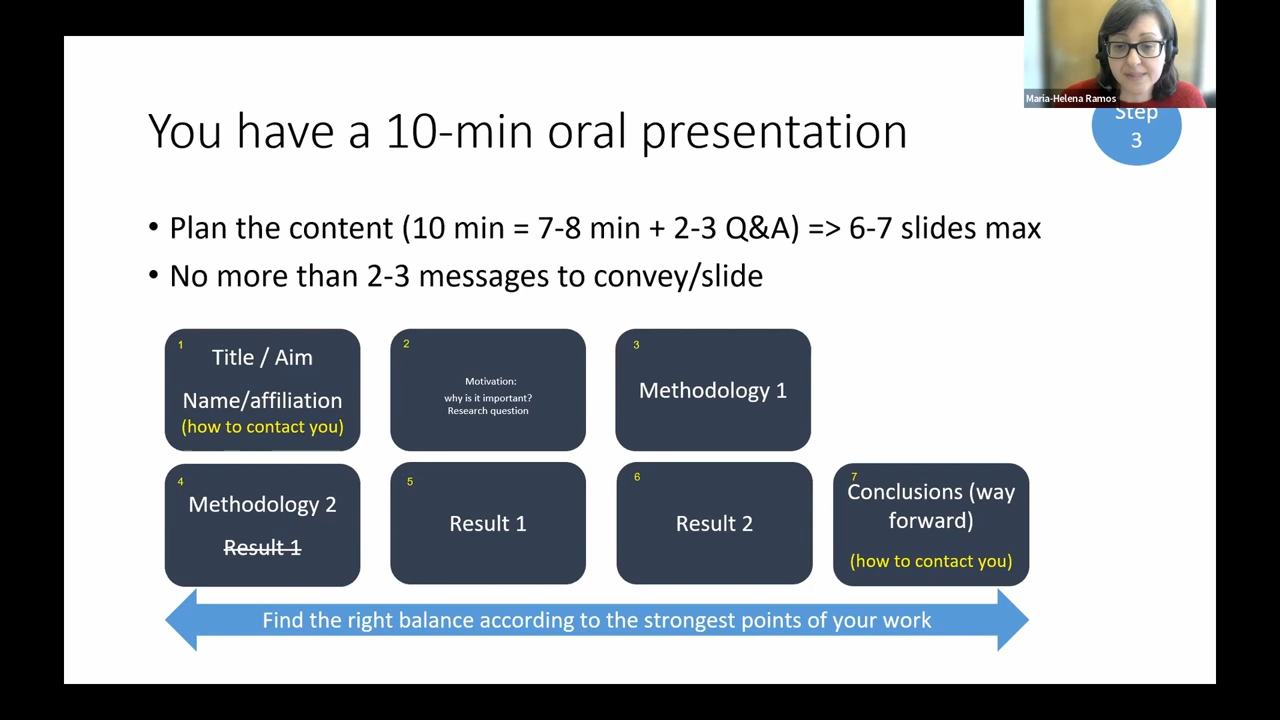 Maria-Helena Ramos
Step
3
You have a 10-min oral presentation
• Plan the content (10 min = 7-8 min + 2-3 Q&A) => 6-7 slides max
• No more than 2-3 messages to convey/slide
1
Title / Aim
Name/affiliation
(how to contact you)
2
Motivation:
why is it important?
Research question
3
Methodology 1
4
Methodology 2
Result 1
5
Result 1
6
Result 2
7
Conclusions (way
forward)
(how to contact you)
Find the right balance according to the strongest points of your work